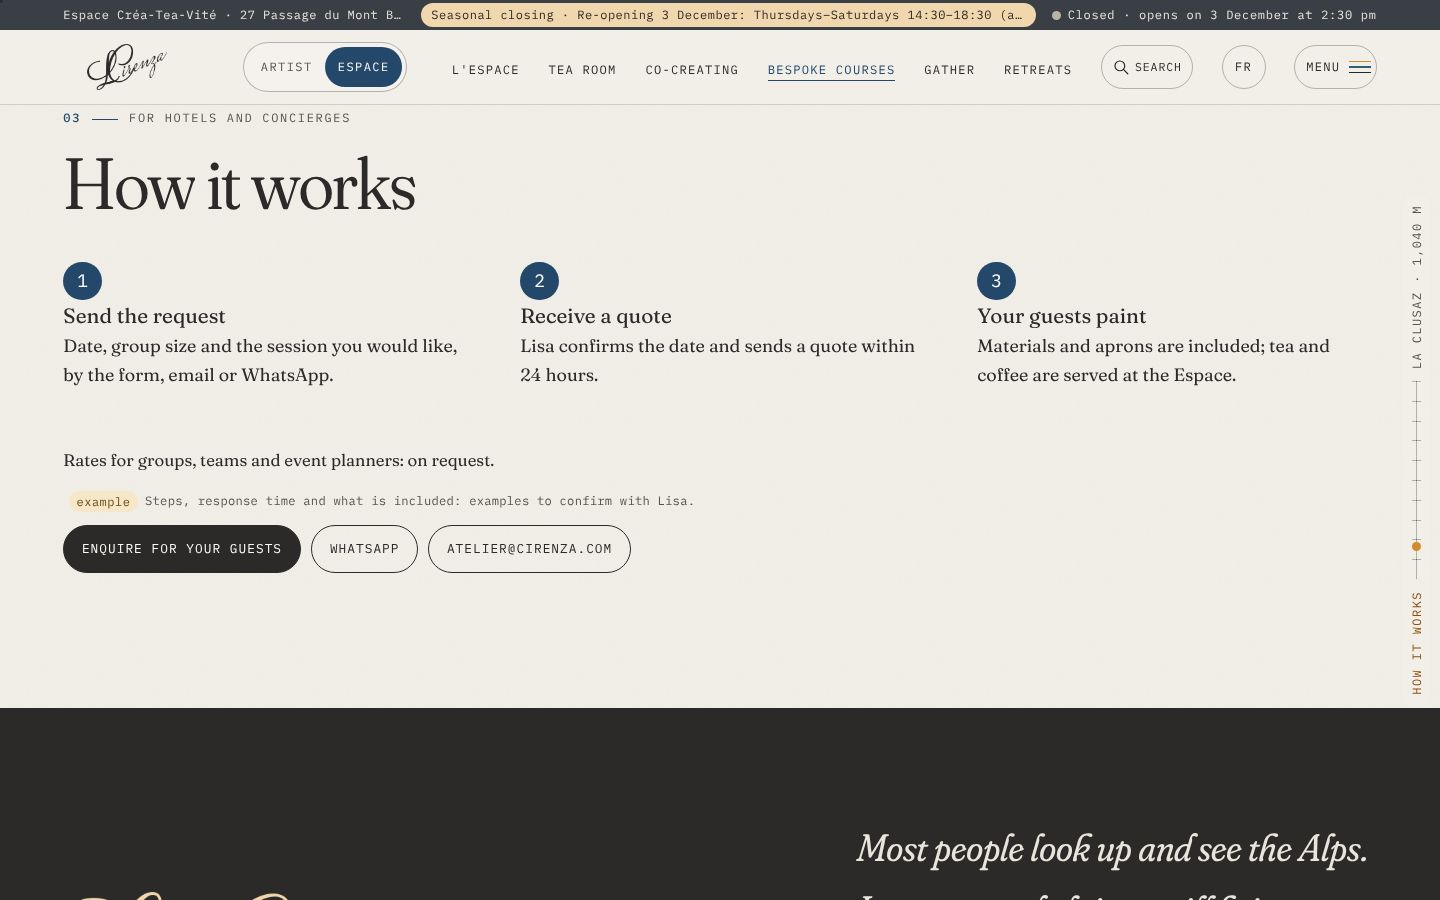 Espace Créa-Tea-Vité · 27 Passage du Mont B…
Seasonal closing · Re-opening 3 December: Thursdays–Saturdays 14:30–18:30 (a…
Closed · opens on 3 December at 2:30 pm
Cirenza
ARTIST
ESPACE
L'ESPACE
TEA ROOM
CO-CREATING
BESPOKE COURSES
GATHER
RETREATS
SEARCH
FR
MENU
03 FOR HOTELS AND CONCIERGES
How it works
1
Send the request
Date, group size and the session you would like,
by the form, email or WhatsApp.
2
Receive a quote
Lisa confirms the date and sends a quote within
24 hours.
3
Your guests paint
Materials and aprons are included; tea and
coffee are served at the Espace.
Rates for groups, teams and event planners: on request.
example Steps, response time and what is included: examples to confirm with Lisa.
ENQUIRE FOR YOUR GUESTS
WHATSAPP
ATELIER@CIRENZA.COM
LA CLUSAZ · 1,040 M
HOW IT WORKS
Most people look up and see the Alps.